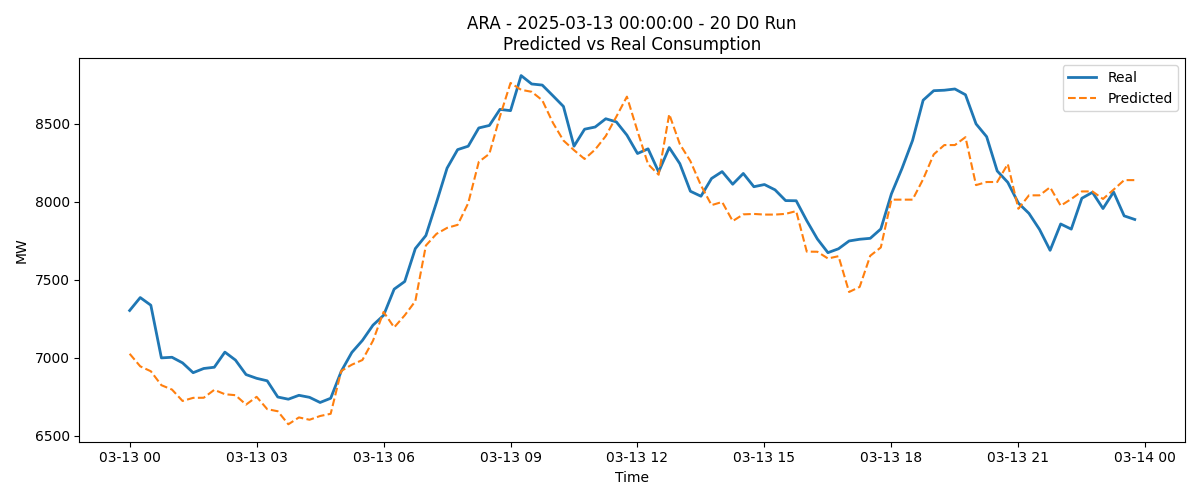 ARA - 2025-03-13 00:00:00 - 20 D0 Run
Predicted vs Real Consumption
Real
Predicted
MW
8500
8000
7500
7000
6500
03-13 00
03-13 03
03-13 06
03-13 09
03-13 12
03-13 15
03-13 18
03-13 21
03-14 00
Time